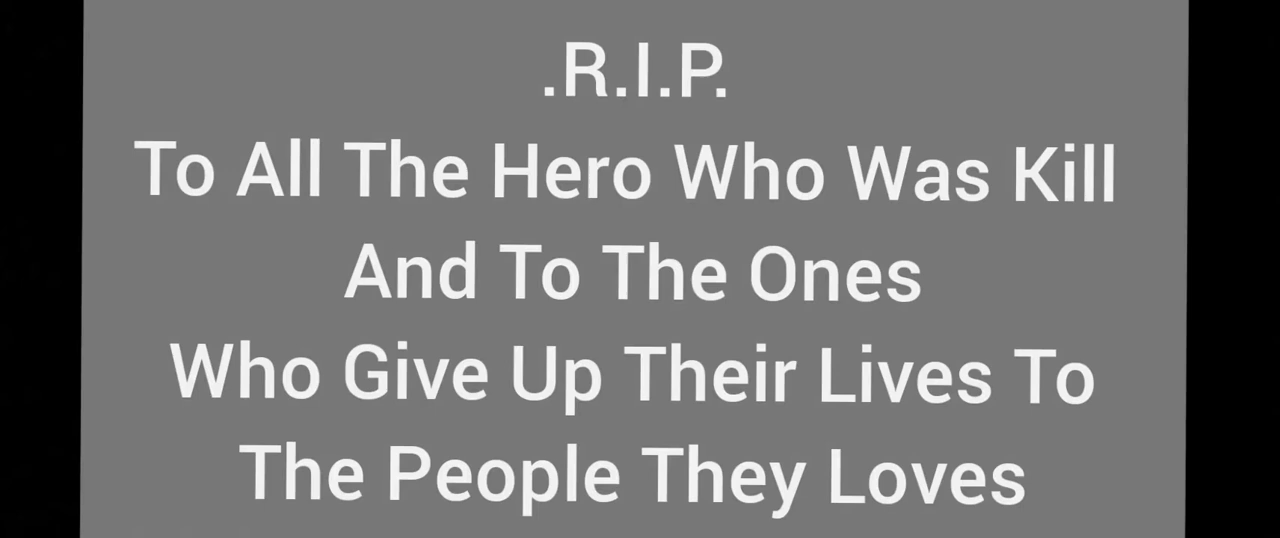 .R.I.P.
To All The Hero Who Was Kill
And To The Ones
Who Give Up Their Lives To
The People They Loves